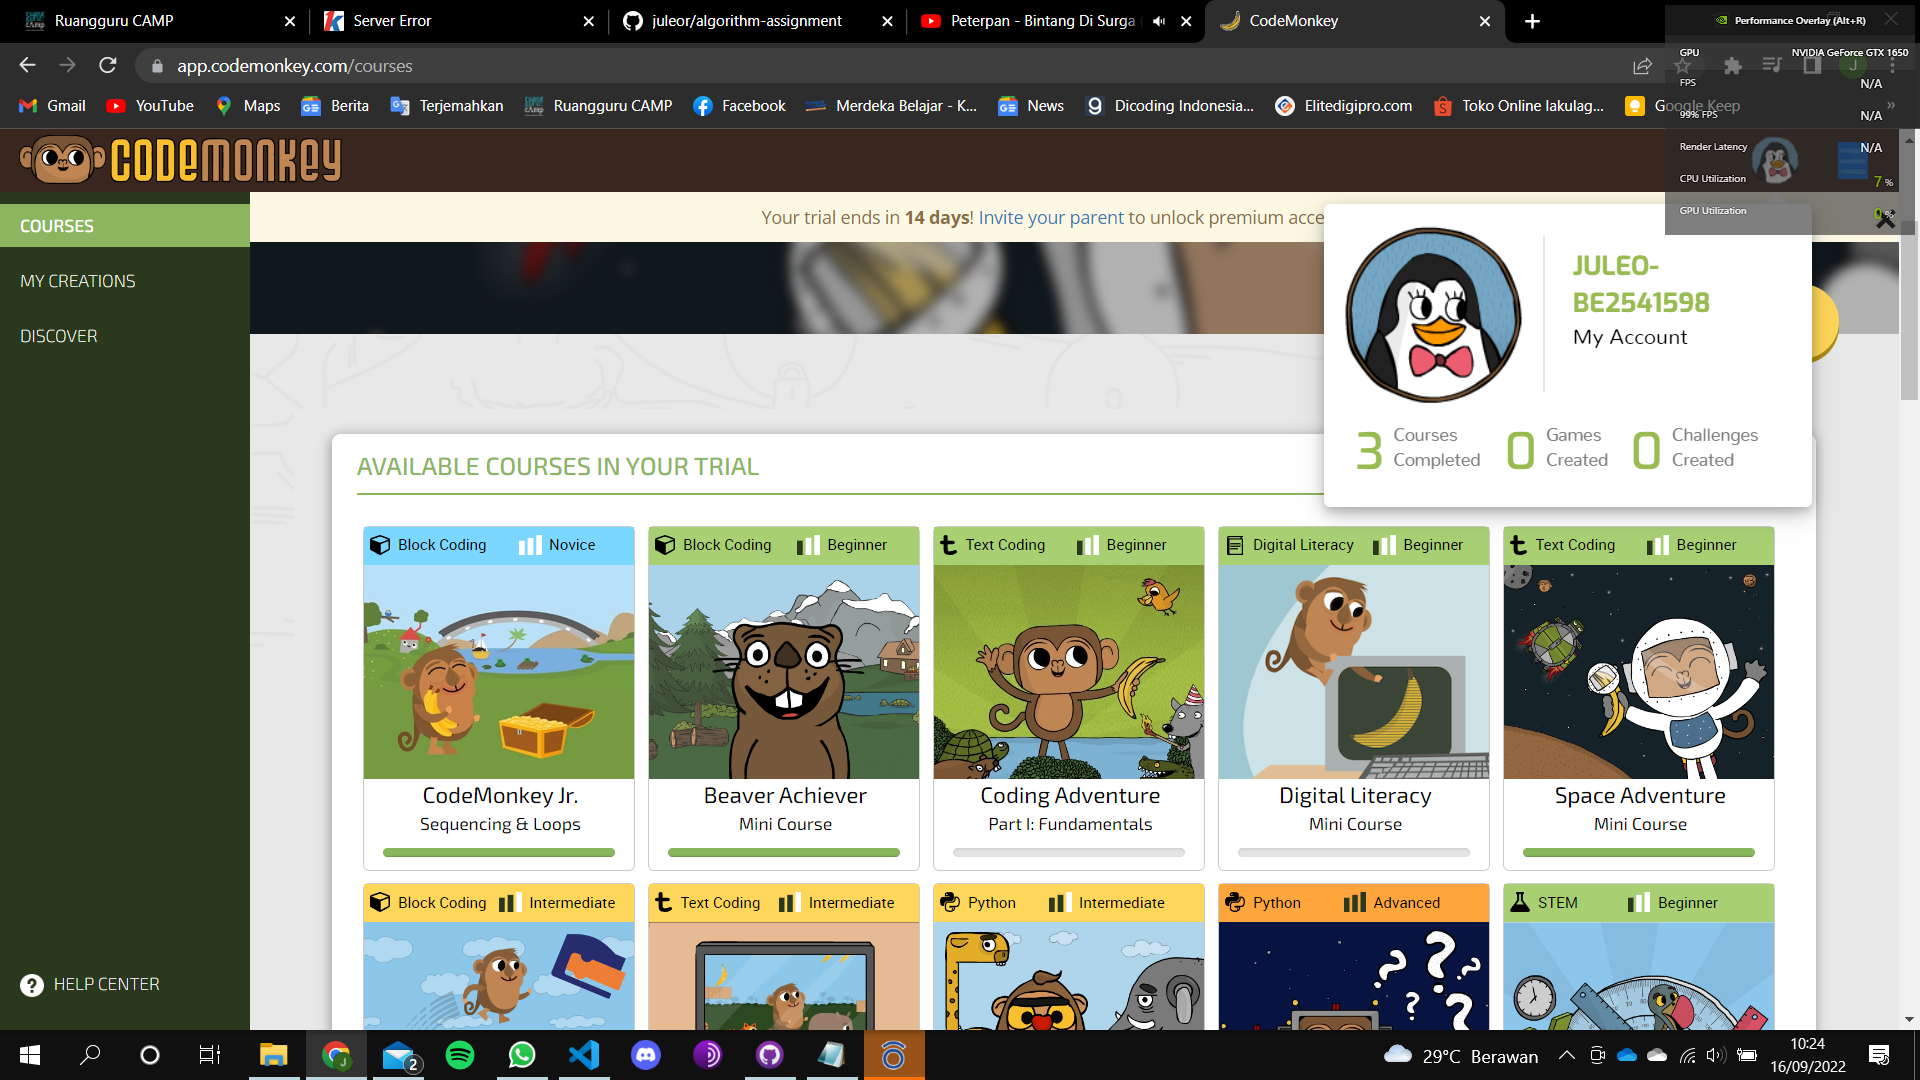 Ruangguru CAMP
Server Error
juleor/algorithm-assignment
Peterpan - Bintang Di Surga
CodeMonkey
Performance Overlay (Alt+R)
app.codemonkey.com/courses
GPU
NVIDIA GeForce GTX 1650
J
FPS
N/A
Gmail
YouTube
Maps
Berita
Terjemahkan
Ruangguru CAMP
Facebook
Merdeka Belajar - K...
News
Dicoding Indonesia...
Elitedigipro.com
Toko Online lakulag...
Google Keep
99% FPS
N/A
CODEMONKEY
Render Latency
N/A
CPU Utilization
7 %
GPU Utilization
%
COURSES
MY CREATIONS
DISCOVER
HELP CENTER
Your trial ends in 14 days! Invite your parent to unlock premium acce
JULEO-
BE2541598
My Account
3 Courses Completed
0 Games Created
0 Challenges Created
AVAILABLE COURSES IN YOUR TRIAL
Block Coding Novice
Block Coding Beginner
Text Coding Beginner
Digital Literacy Beginner
Text Coding Beginner
CodeMonkey Jr.
Sequencing & Loops
Beaver Achiever
Mini Course
Coding Adventure
Part I: Fundamentals
Digital Literacy
Mini Course
Space Adventure
Mini Course
Block Coding Intermediate
Text Coding Intermediate
Python Intermediate
Python Advanced
STEM Beginner
? ? ? ? ?
2
29°C Berawan
10:24
16/09/2022